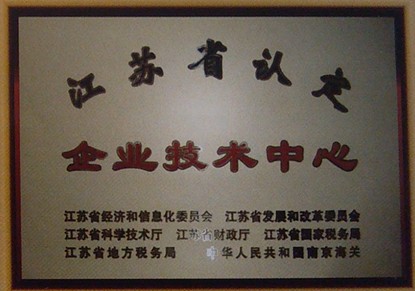 江苏省认定
企业技术中心
江苏省经济和信息化委员会 江苏省发展和改革委员会
江苏省科学技术厅 江苏省财政厅 江苏省国家税务局
江苏省地方税务局 中华人民共和国南京海关